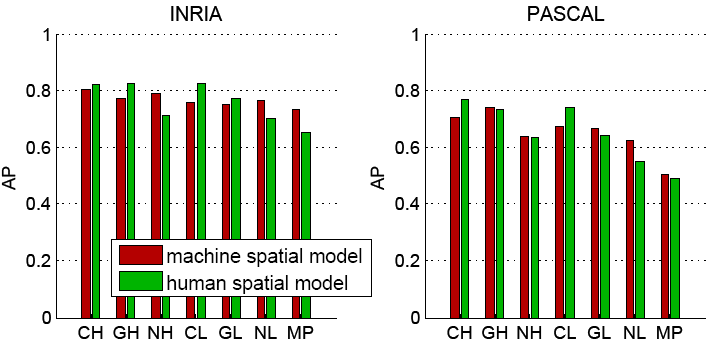 INRIA
1
0.8
0.6
0.4
0.2
0
AP
machine spatial model
human spatial model
CH GH NH CL GL NL MP
PASCAL
1
0.8
0.6
0.4
0.2
0
AP
CH GH NH CL GL NL MP